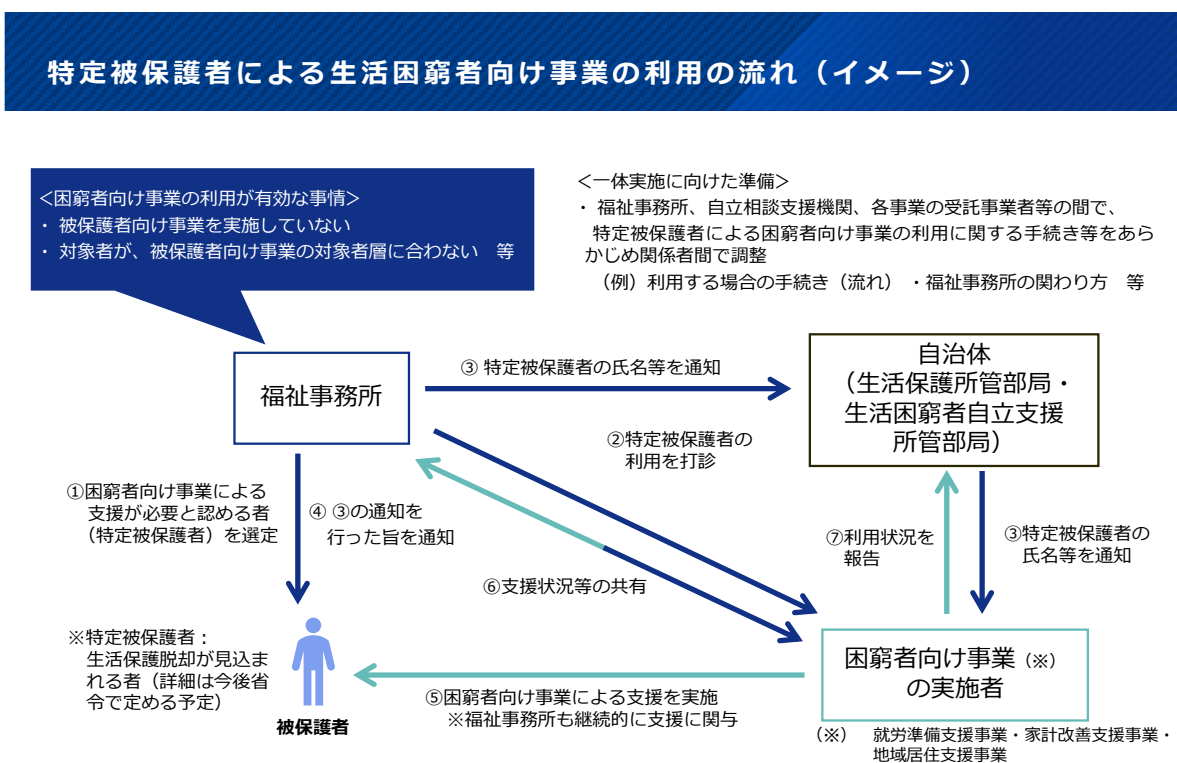 特定被保護者による生活困窮者向け事業の利用の流れ（イメージ）
＜困窮者向け事業の利用が有効な事情＞
・ 被保護者向け事業を実施していない
・ 対象者が、被保護者向け事業の対象者層に合わない　等
＜一体実施に向けた準備＞
・ 福祉事務所、自立相談支援機関、各事業の受託事業者等の間で、
特定被保護者による困窮者向け事業の利用に関する手続き等をあら
かじめ関係者間で調整
（例）利用する場合の手続き（流れ） ・福祉事務所の関わり方　等
福祉事務所
③ 特定被保護者の氏名等を通知
自治体
（生活保護所管部局・
生活困窮者自立支援
所管部局）
②特定被保護者の
利用を打診
①困窮者向け事業による
支援が必要と認める者
（特定被保護者）を選定
④ ③の通知を
行った旨を通知
⑦利用状況を
報告
③特定被保護者の
氏名等を通知
⑥支援状況等の共有
※特定被保護者：
生活保護脱却が見込ま
れる者（詳細は今後省
令で定める予定）
被保護者
⑤困窮者向け事業による支援を実施
※福祉事務所も継続的に支援に関与
困窮者向け事業（※）
の実施者
（※）　就労準備支援事業・家計改善支援事業・
地域居住支援事業